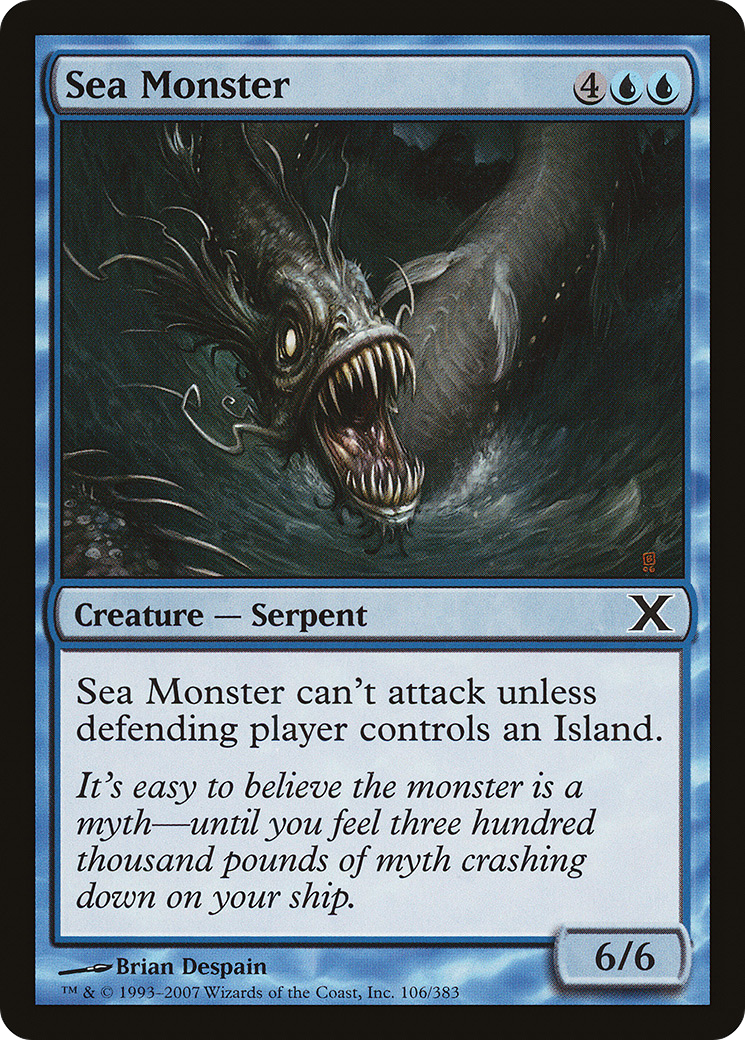 Sea Monster 4
Creature — Serpent X
Sea Monster can't attack unless
defending player controls an Island.
It's easy to believe the monster is a
myth—until you feel three hundred
thousand pounds of myth crashing
down on your ship.
6/6
Brian Despain
™ & © 1993–2007 Wizards of the Coast, Inc. 106/383